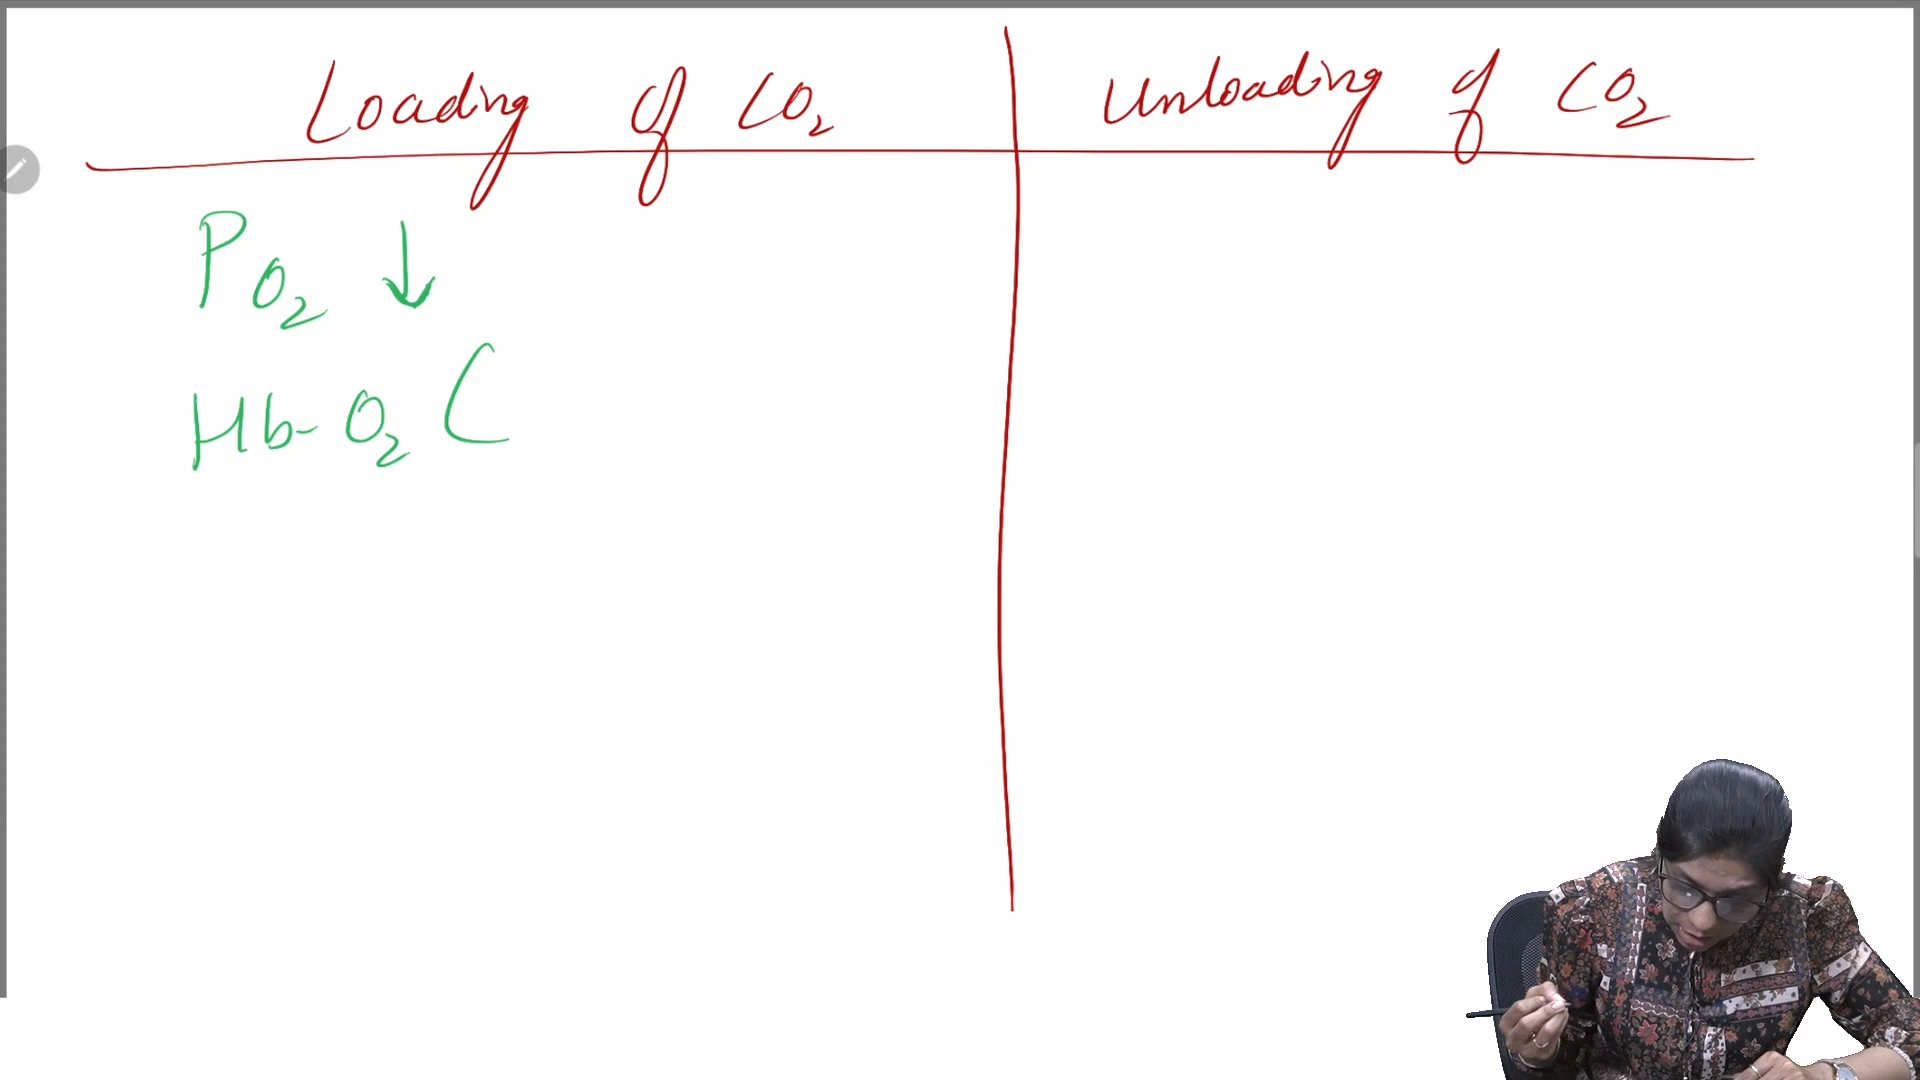 Loading of CO2
Unloading of CO2
PO2 ↓
Hb-O2 C